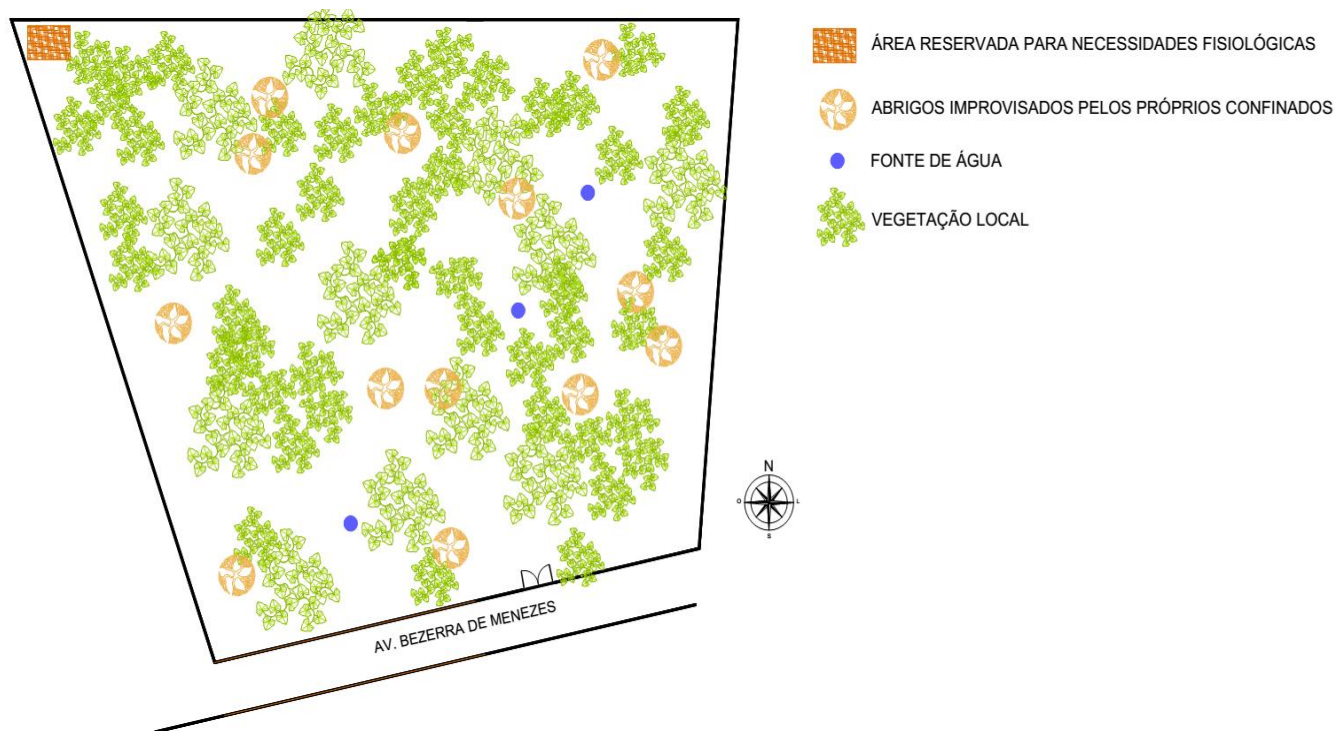 ÁREA RESERVADA PARA NECESSIDADES FISIOLÓGICAS
ABRIGOS IMPROVISADOS PELOS PRÓPRIOS CONFINADOS
FONTE DE ÁGUA
VEGETAÇÃO LOCAL
N
O
L
S
AV. BEZERRA DE MENEZES